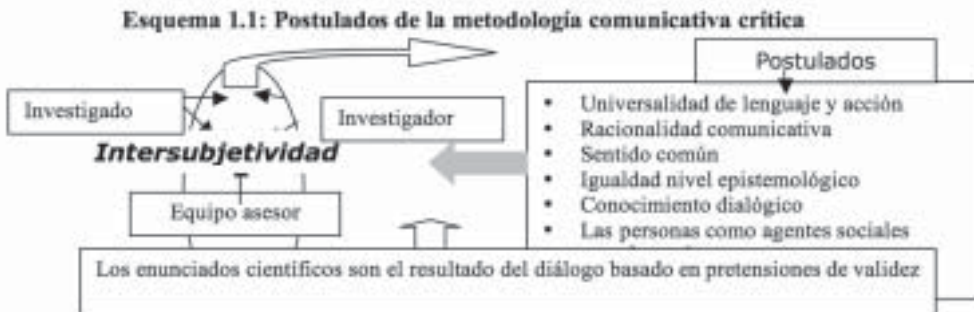 Esquema 1.1: Postulados de la metodología comunicativa crítica
Postulados
Investigado
Investigador
Intersubjetividad
Equipo asesor
• Universalidad de lenguaje y acción
• Racionalidad comunicativa
• Sentido común
• Igualdad nivel epistemológico
• Conocimiento dialógico
• Las personas como agentes sociales
Los enunciados científicos son el resultado del diálogo basado en pretensiones de validez